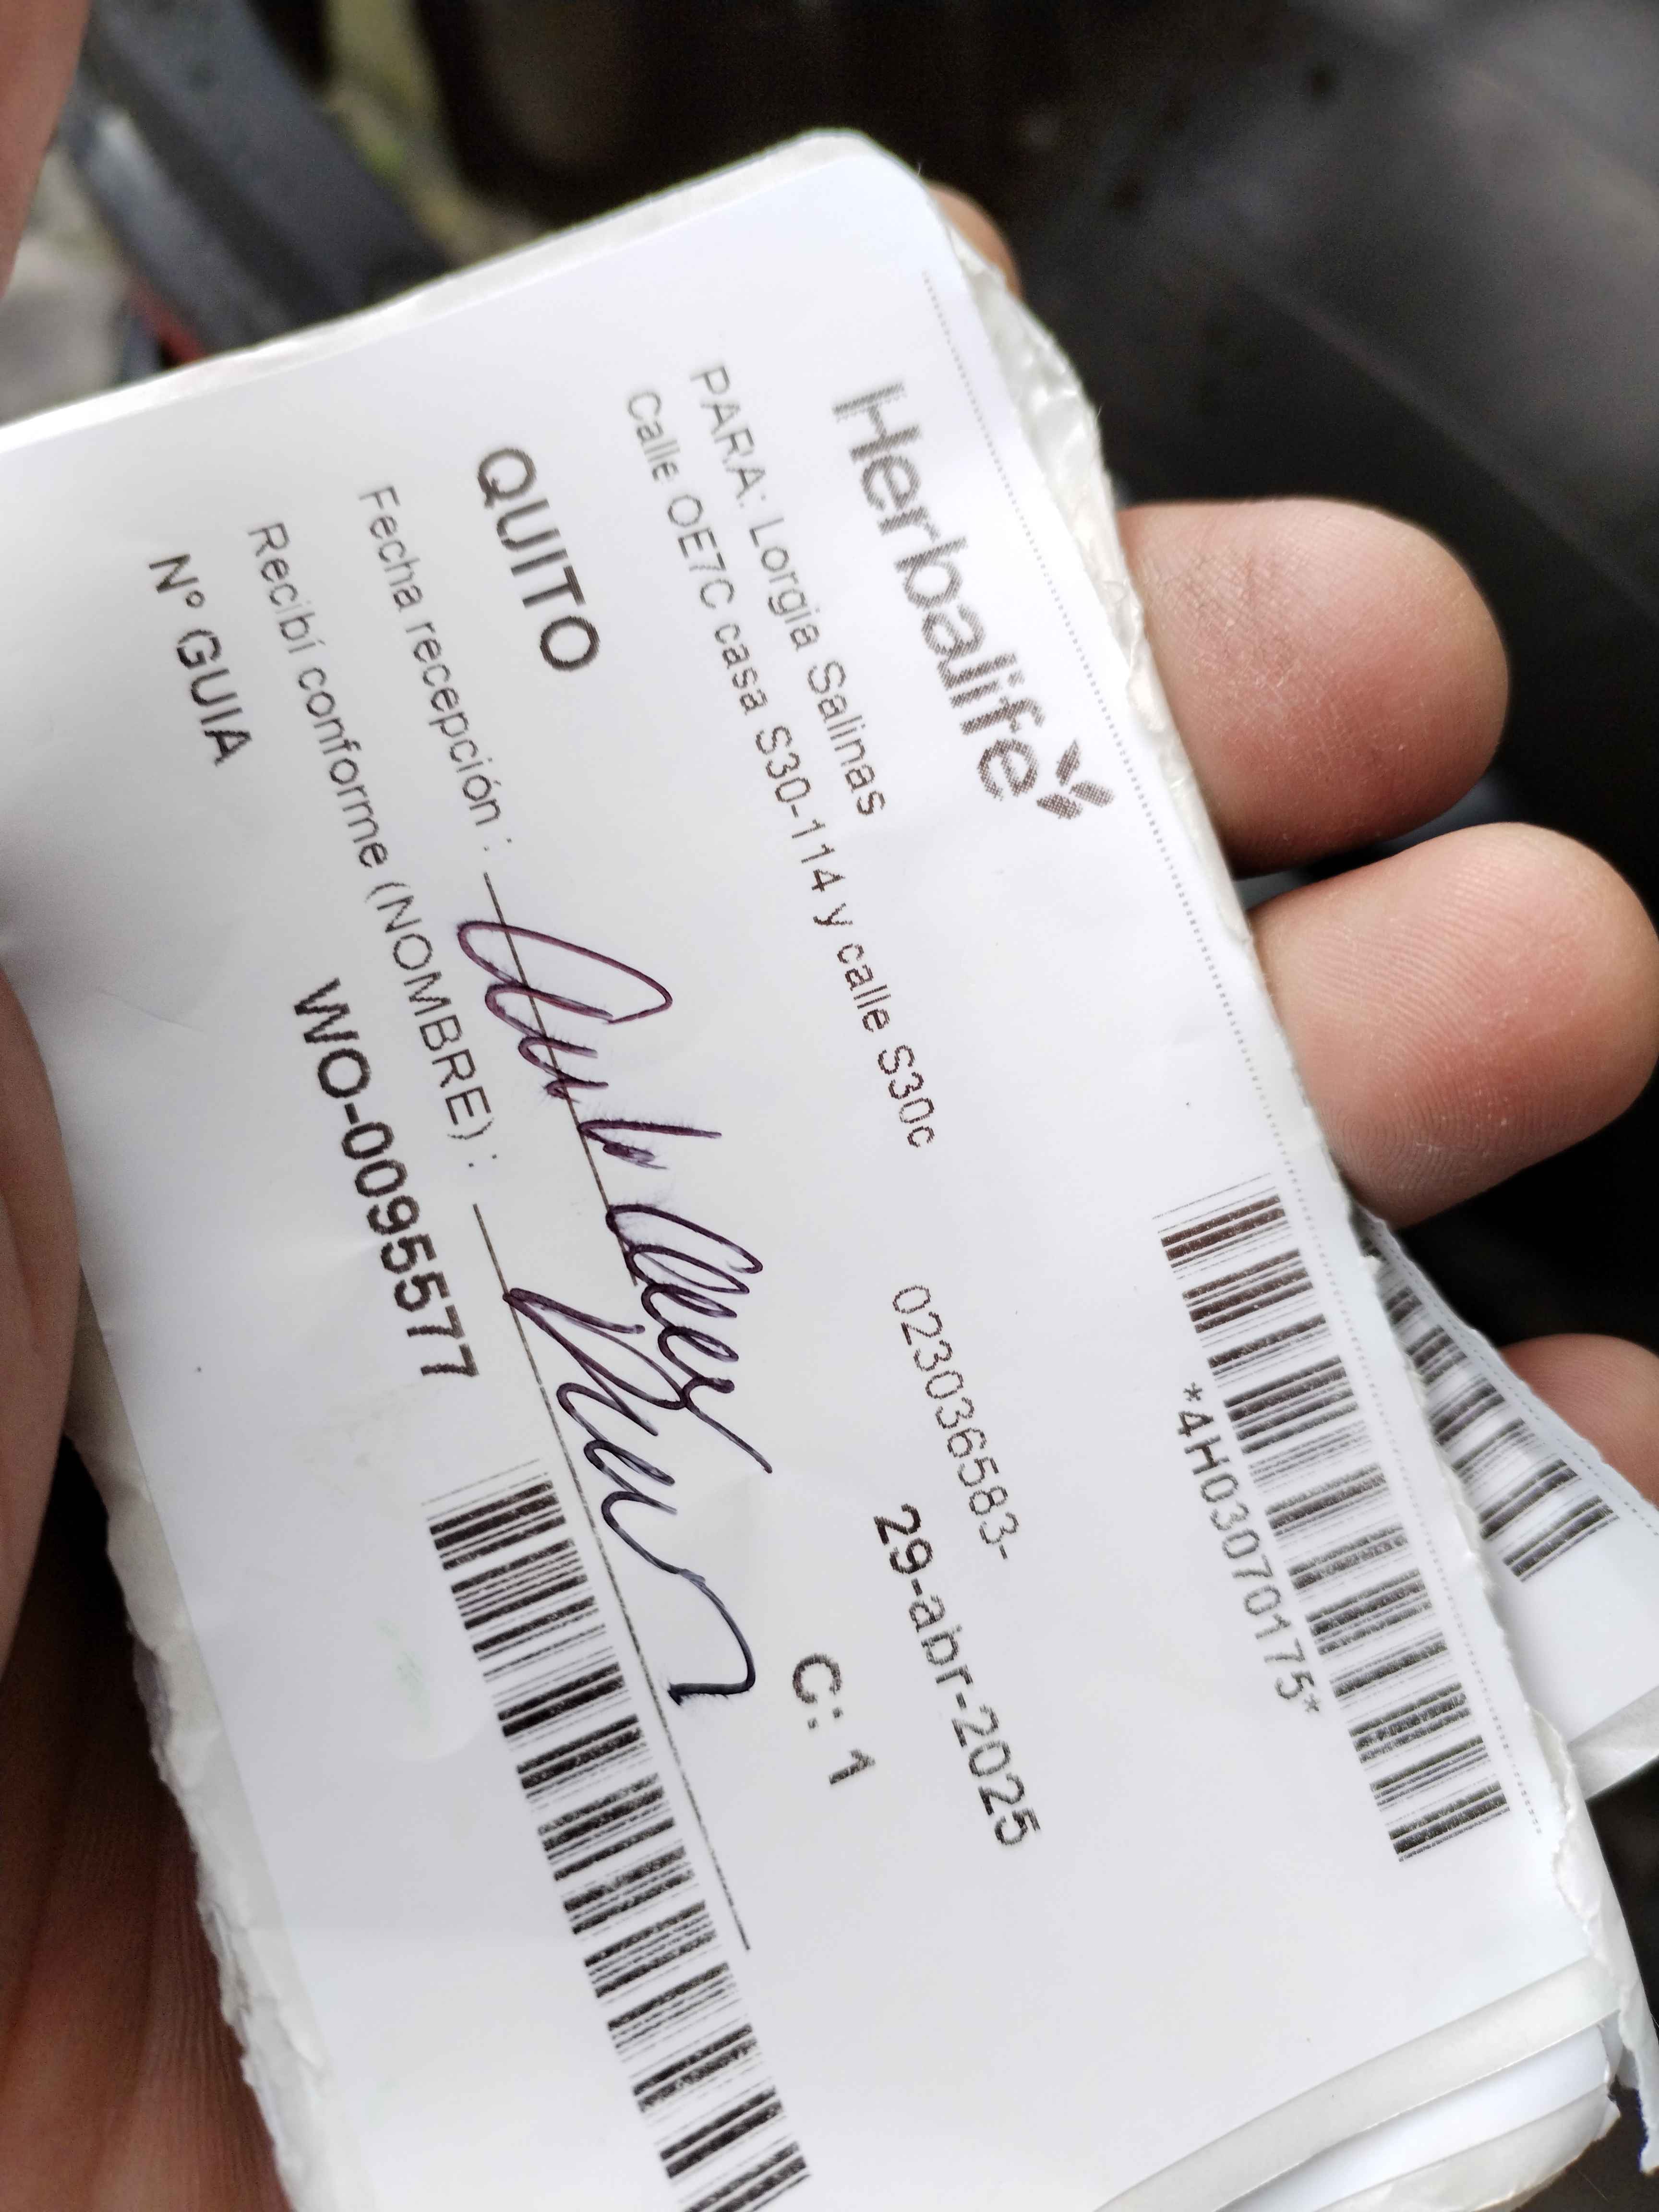 Herbalife
*4H03070175*
PARA: Lorgia Salinas 023036583-
Calle OE7C casa S30-114 y calle S30c
29-abr-2025
QUITO C: 1
Fecha recepción :
Recibí conforme (NOMBRE) :
N° GUIA WO-0095577